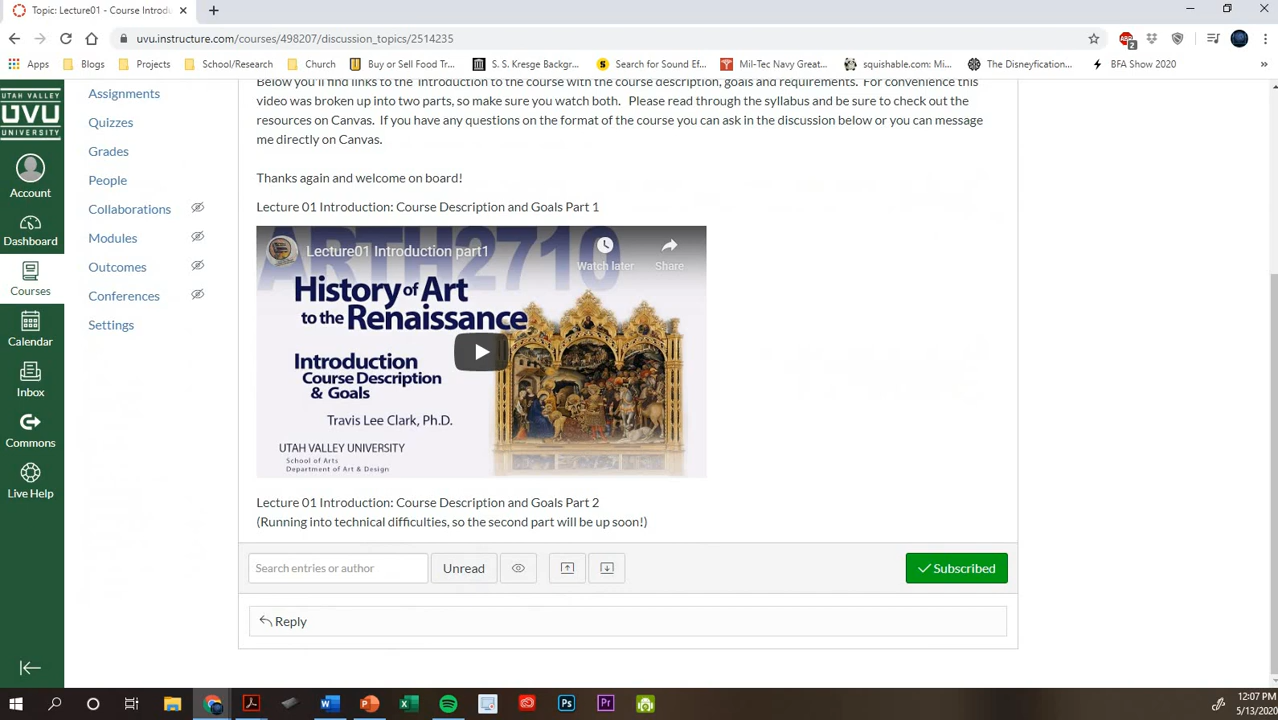 Topic: Lecture01 - Course Introdu
uvu.instructure.com/courses/498207/discussion_topics/2514235
2
Apps
Blogs
Projects
School/Research
Church
Buy or Sell Food Tr...
S. S. Kresge Backgr...
Search for Sound Ef...
Mil-Tec Navy Great...
squishable.com: Mi...
The Disneyfication...
BFA Show 2020
»
UTAH VALLEY
UVU
UNIVERSITY
Account
Dashboard
Courses
Calendar
Inbox
Commons
Live Help
Assignments
Quizzes
Grades
People
Collaborations
Modules
Outcomes
Conferences
Settings
Below you'll find links to the Introduction to the course with the course description, goals and requirements. For convenience this
video was broken up into two parts, so make sure you watch both. Please read through the syllabus and be sure to check out the
resources on Canvas. If you have any questions on the format of the course you can ask in the discussion below or you can message
me directly on Canvas.
Thanks again and welcome on board!
Lecture 01 Introduction: Course Description and Goals Part 1
ARTH2710
Lecture01 Introduction part1
Watch later
Share
History of Art
to the Renaissance
Introduction
Course Description
& Goals
Travis Lee Clark, Ph.D.
UTAH VALLEY UNIVERSITY
School of Arts
Department of Art & Design
Lecture 01 Introduction: Course Description and Goals Part 2
(Running into technical difficulties, so the second part will be up soon!)
Search entries or author
Unread
Subscribed
Reply
12:07 PM
5/13/2020